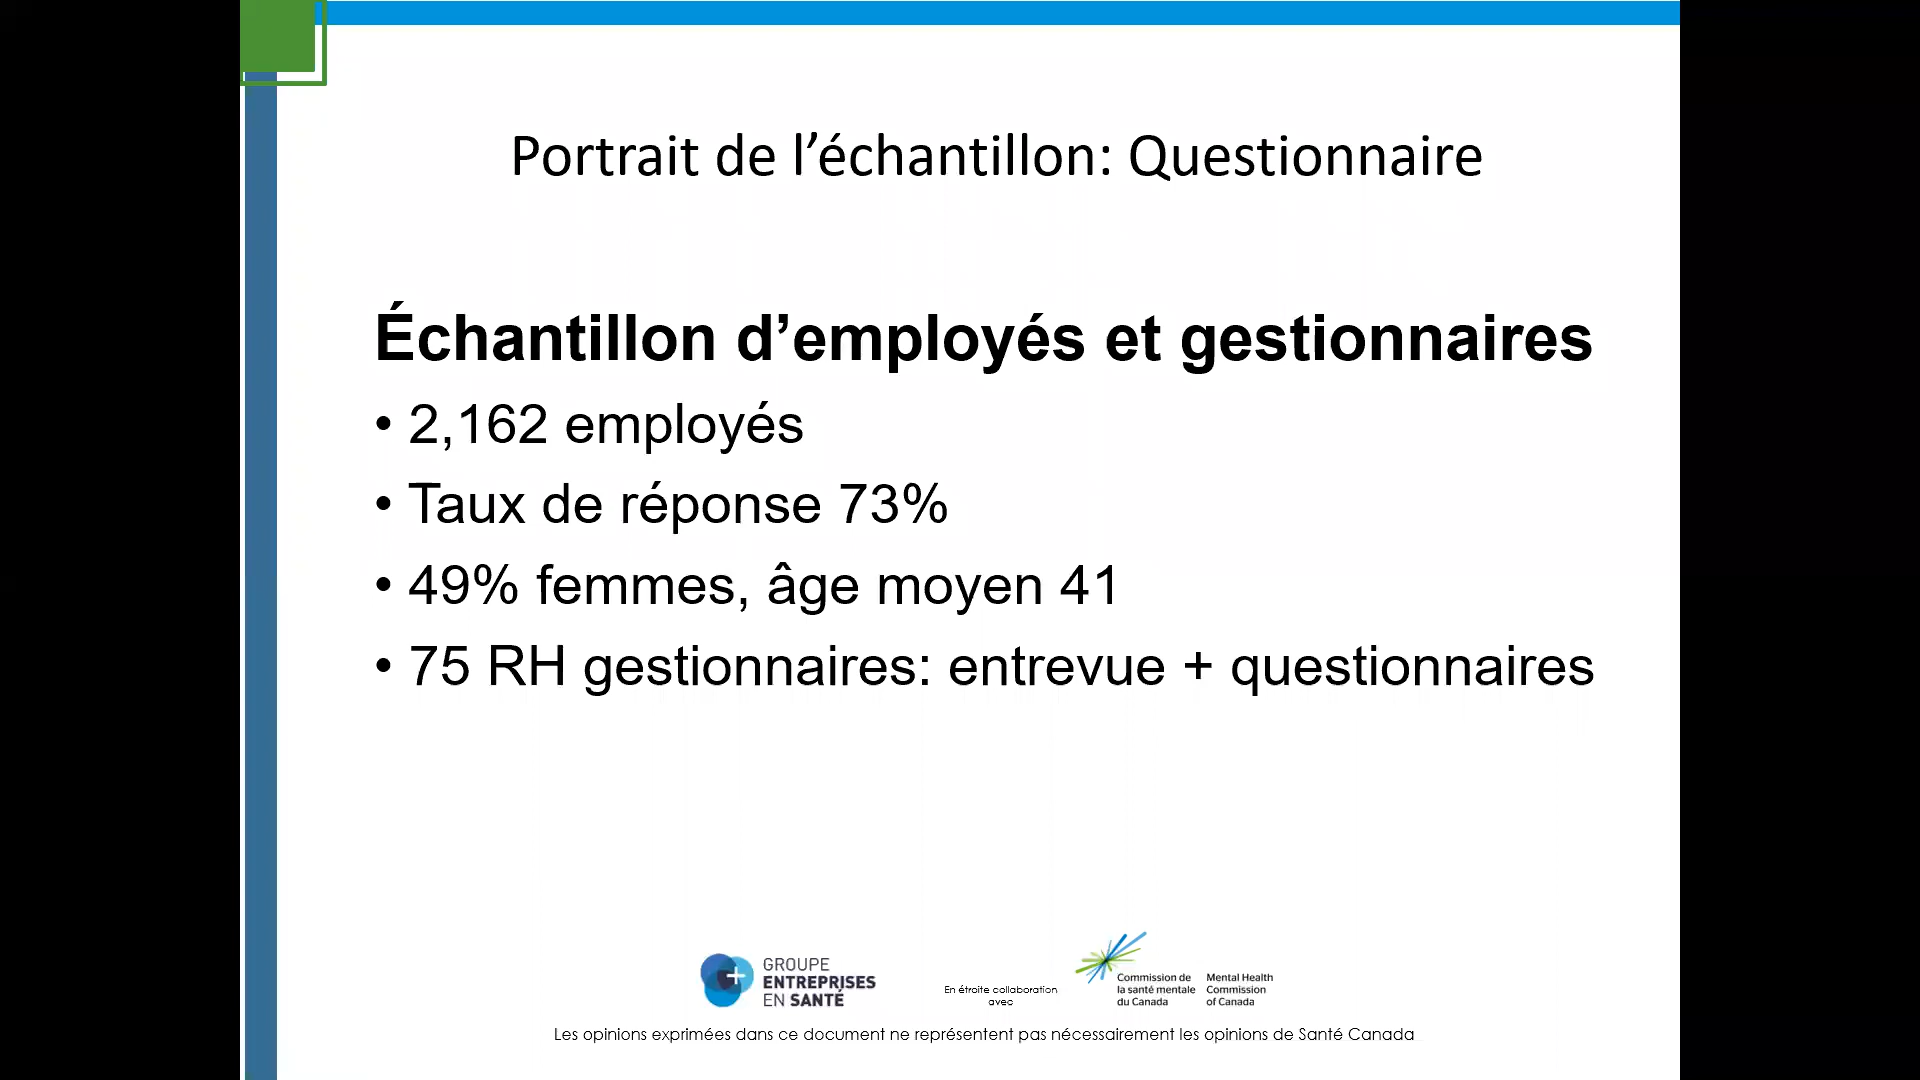 Portrait de l’échantillon: Questionnaire
Échantillon d’employés et gestionnaires
• 2,162 employés
• Taux de réponse 73%
• 49% femmes, âge moyen 41
• 75 RH gestionnaires: entrevue + questionnaires
GROUPE
ENTREPRISES
EN SANTÉ
En étroite collaboration
avec
Commission de
la santé mentale
du Canada
Mental Health
Commission
of Canada
Les opinions exprimées dans ce document ne représentent pas nécessairement les opinions de Santé Canada